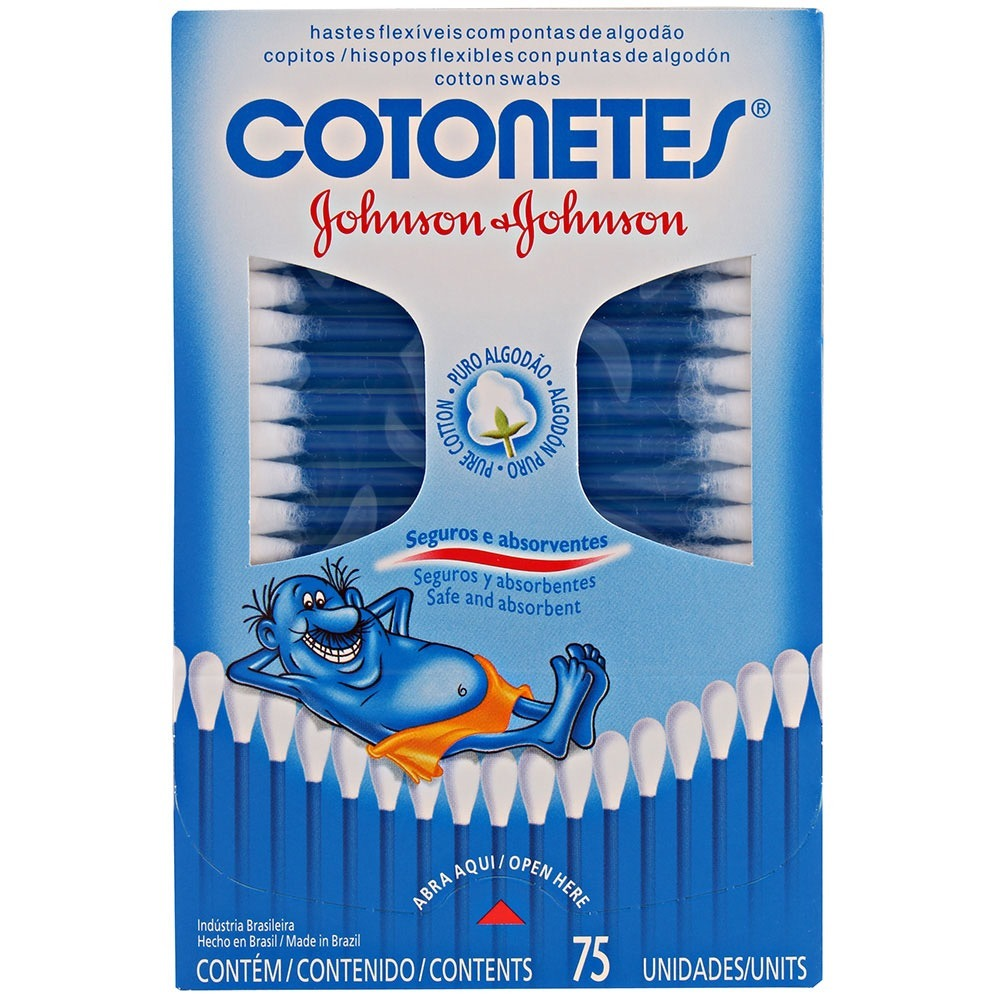 hastes flexíveis com pontas de algodão
copitos / hisopos flexibles con puntas de algodón
cotton swabs
COTONETES®
Johnson & Johnson
PURO ALGODÃO • ALGODÓN PURO • PURE COTTON •
Seguros e absorventes
Seguros y absorbentes
Safe and absorbent
ABRA AQUI / OPEN HERE
Indústria Brasileira
Hecho en Brasil / Made in Brazil
CONTÉM / CONTENIDO / CONTENTS 75 UNIDADES/UNITS